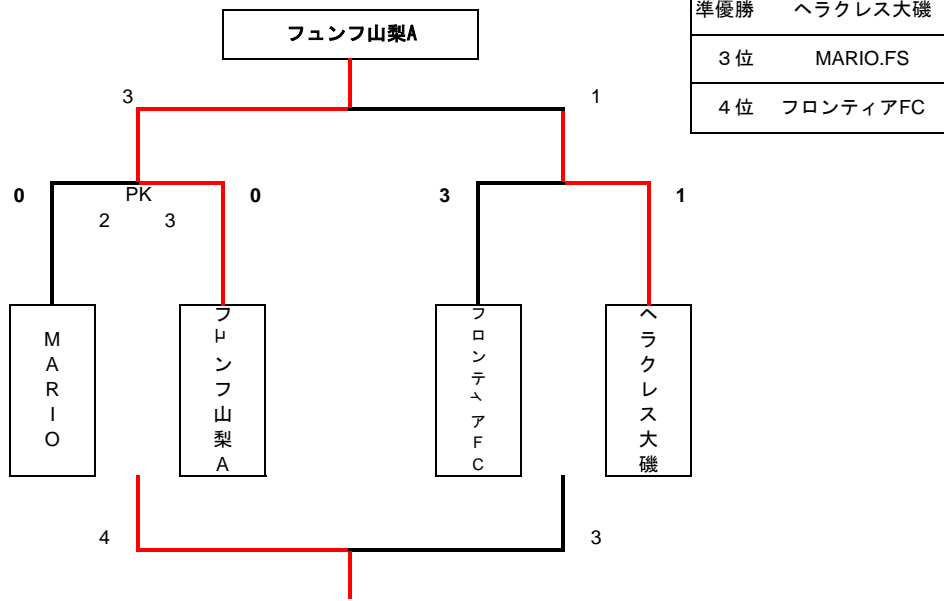 準優勝 ヘラクレス大磯
フュンフ山梨A
3位 MARIO.FS
3 1
4位 フロンティアFC
0 PK 0 3 1
2 3
MARIO
フュンフ山梨A
フロンティアFC
ヘラクレス大磯
4 3